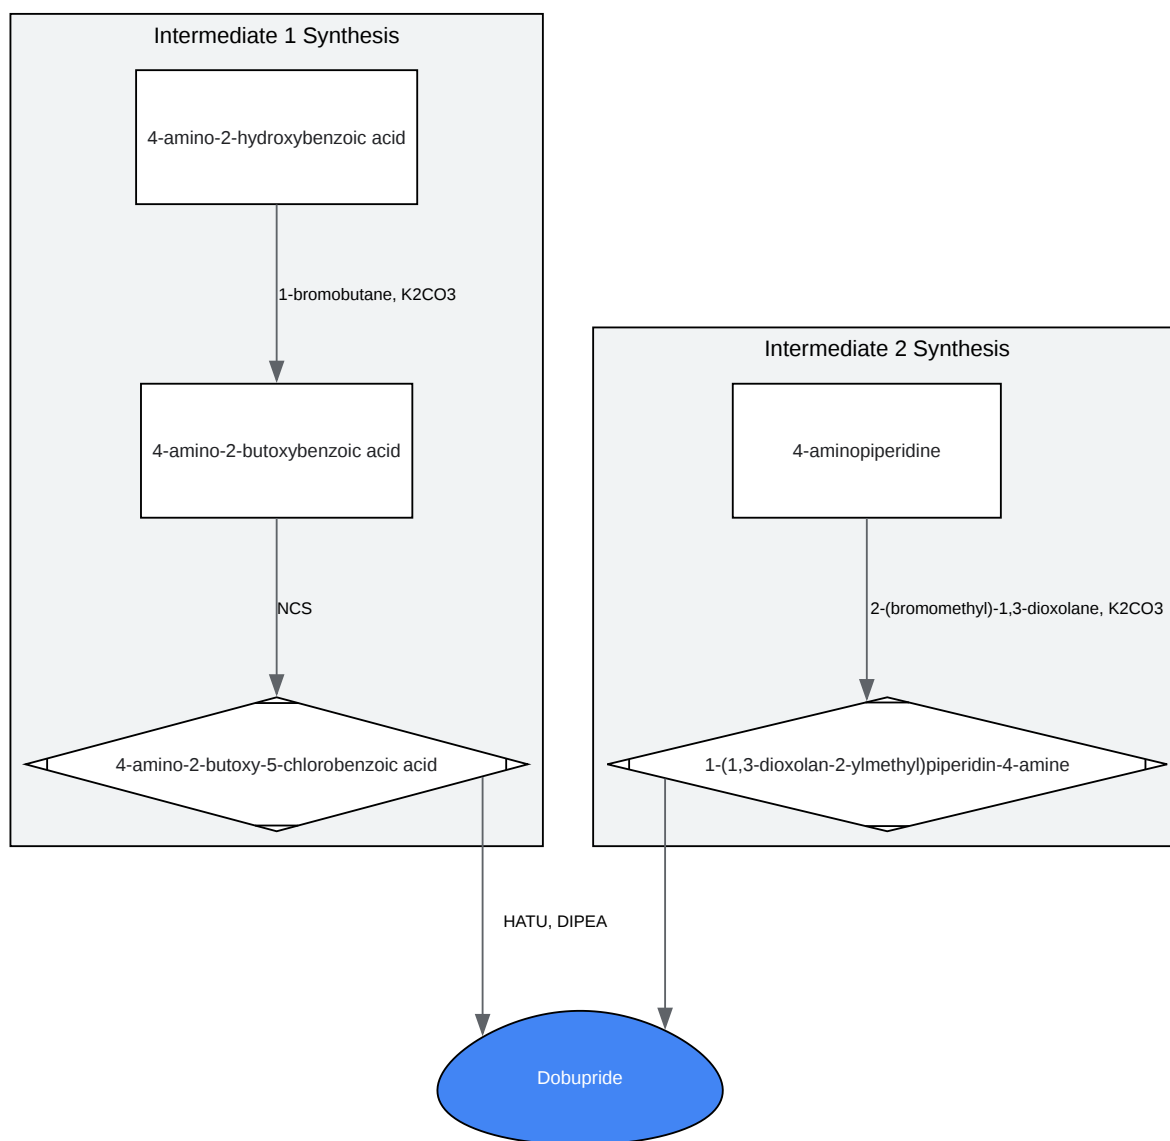 Intermediate 1 Synthesis
4-amino-2-hydroxybenzoic acid
1-bromobutane, K2CO3
4-amino-2-butoxybenzoic acid
NCS
4-amino-2-butoxy-5-chlorobenzoic acid
Intermediate 2 Synthesis
4-aminopiperidine
2-(bromomethyl)-1,3-dioxolane, K2CO3
1-(1,3-dioxolan-2-ylmethyl)piperidin-4-amine
HATU, DIPEA
Dobupride